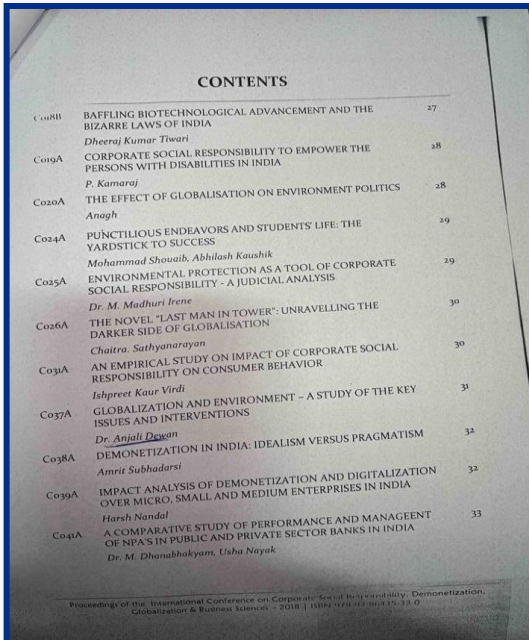 CONTENTS
BAFFLING BIOTECHNOLOGICAL ADVANCEMENT AND THE 27
BIZARRE LAWS OF INDIA
Dheeraj Kumar Tiwari
C019A CORPORATE SOCIAL RESPONSIBILITY TO EMPOWER THE 28
PERSONS WITH DISABILITIES IN INDIA
P. Kamaraj
C020A THE EFFECT OF GLOBALISATION ON ENVIRONMENT POLITICS 28
Anagh
C024A PUNCTILIOUS ENDEAVORS AND STUDENTS' LIFE: THE 29
YARDSTICK TO SUCCESS
Mohammad Shouaib, Abhilash Kaushik
C025A ENVIRONMENTAL PROTECTION AS A TOOL OF CORPORATE 29
SOCIAL RESPONSIBILITY - A JUDICIAL ANALYSIS
Dr. M. Madhuri Irene
C026A THE NOVEL "LAST MAN IN TOWER": UNRAVELLING THE 30
DARKER SIDE OF GLOBALISATION
Chaitra. Sathyanarayan
C031A AN EMPIRICAL STUDY ON IMPACT OF CORPORATE SOCIAL 30
RESPONSIBILITY ON CONSUMER BEHAVIOR
Ishpreet Kaur Virdi
C037A GLOBALIZATION AND ENVIRONMENT – A STUDY OF THE KEY 31
ISSUES AND INTERVENTIONS
Dr. Anjali Dewan
C038A DEMONETIZATION IN INDIA: IDEALISM VERSUS PRAGMATISM 32
Amrit Subhadarsi
C039A IMPACT ANALYSIS OF DEMONETIZATION AND DIGITALIZATION 32
OVER MICRO, SMALL AND MEDIUM ENTERPRISES IN INDIA
Harsh Nandal
C041A A COMPARATIVE STUDY OF PERFORMANCE AND MANAGEENT 33
OF NPA'S IN PUBLIC AND PRIVATE SECTOR BANKS IN INDIA
Dr. M. Dhanabhakyam, Usha Nayak
Proceedings of the International Conference on Corporate Social Responsibility, Demonetization,
Globalization & Business Sciences - 2018 | ISBN